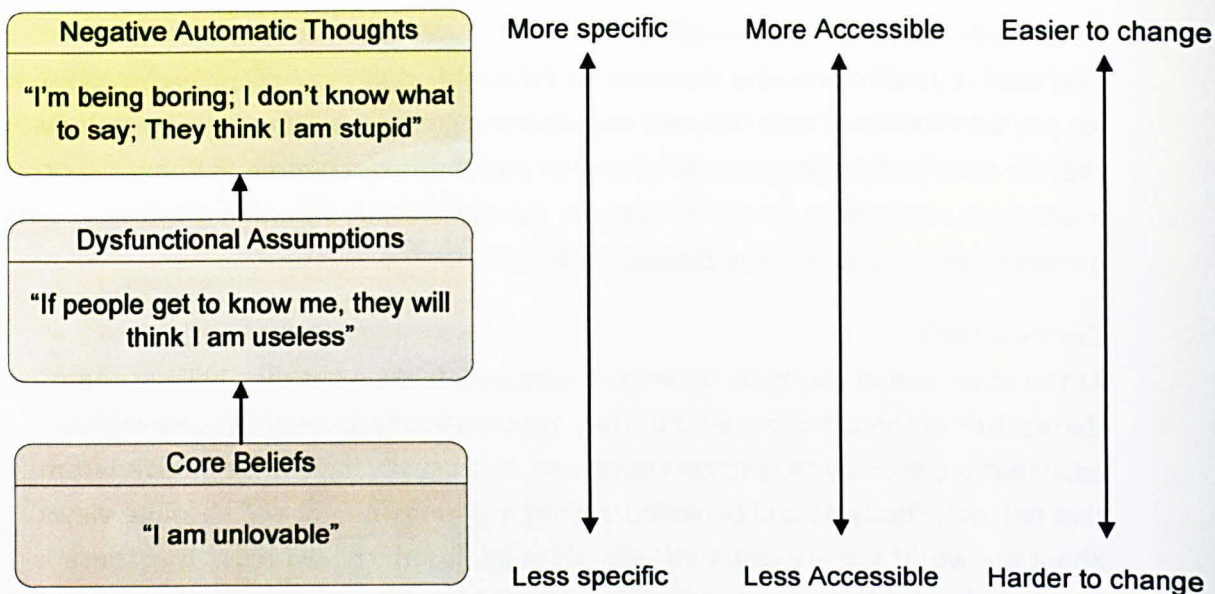 Negative Automatic Thoughts
“I’m being boring; I don’t know what
to say; They think I am stupid”
Dysfunctional Assumptions
“If people get to know me, they will
think I am useless”
Core Beliefs
“I am unlovable”
More specific
Less specific
More Accessible
Less Accessible
Easier to change
Harder to change